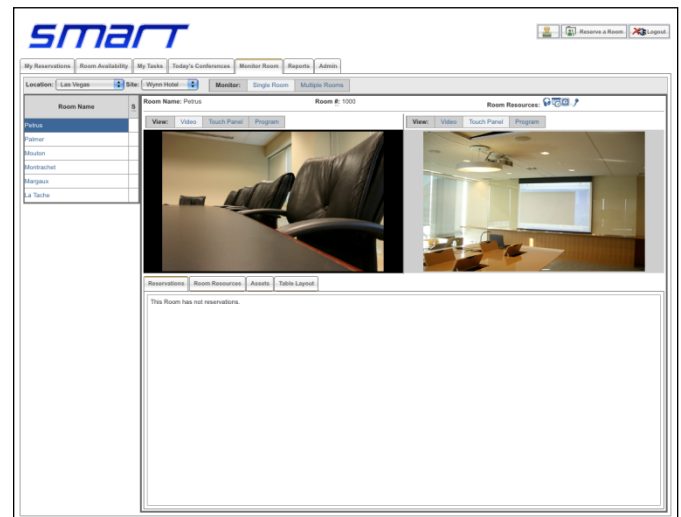 smart
Reserve a Room Logout
My Reservations Room Availability My Tasks Today's Conferences Monitor Room Reports Admin
Location: Las Vegas Site: Wynn Hotel Monitor: Single Room Multiple Rooms
Room Name S
Petrus
Palmer
Mouton
Montrachet
Margaux
La Tache
Room Name: Petrus Room #: 1000 Room Resources:
View: Video Touch Panel Program
View: Video Touch Panel Program
Reservations Room Resources Assets Table Layout
This Room has not reservations.